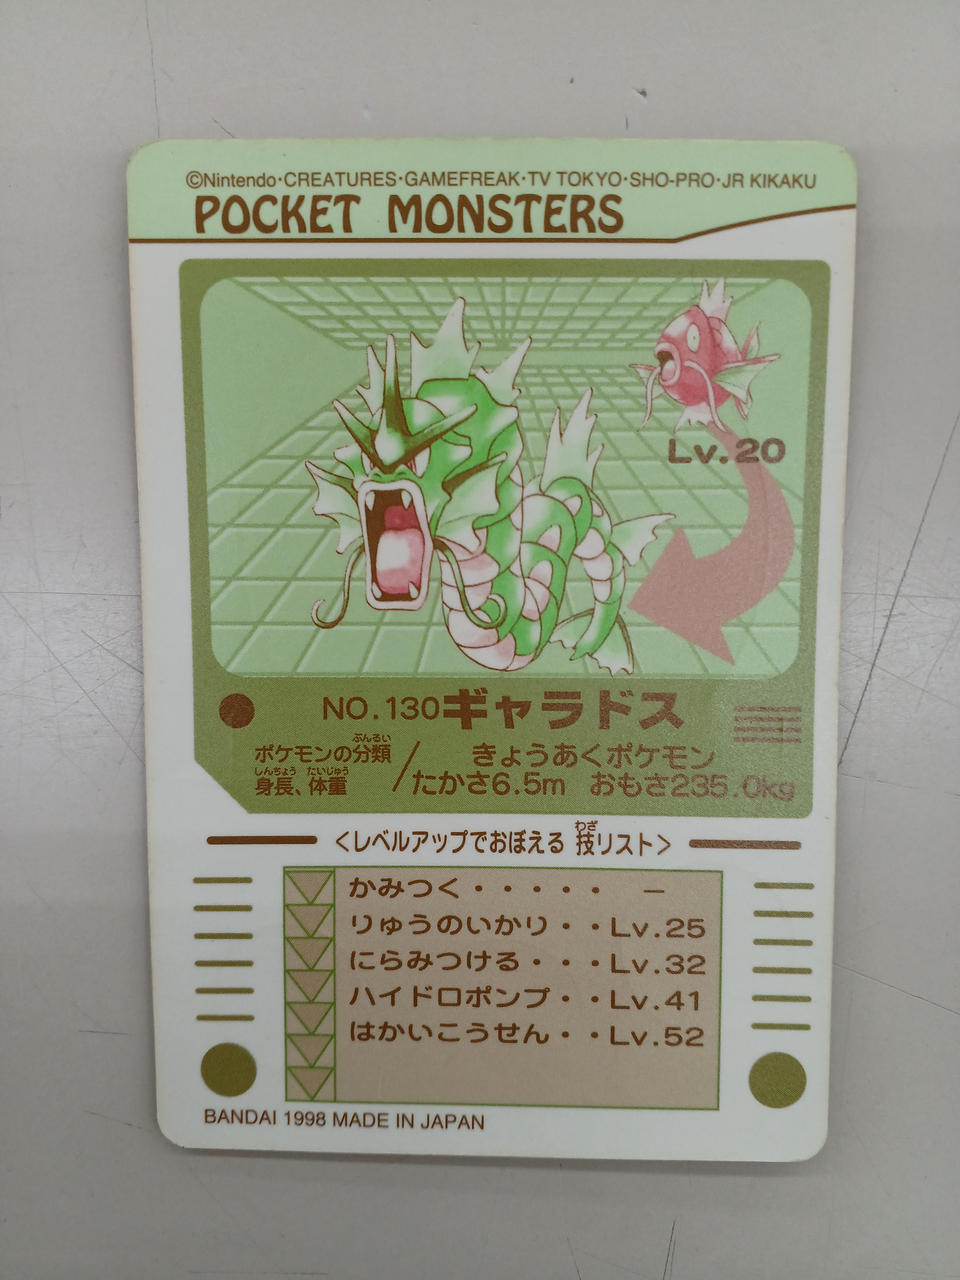 ©Nintendo·CREATURES·GAMEFREAK·TV TOKYO·SHO-PRO·JR KIKAKU
POCKET MONSTERS
Lv.20
NO.130ギャラドス
ポケモンの分類 ぶんるい
きょうあくポケモン
身長、体重 しんちょう たいじゅう
たかさ6.5m おもさ235.0kg
<レベルアップでおぼえる 技リスト> わざ
かみつく・・・・・ －
りゅうのいかり・・Lv.25
にらみつける・・・Lv.32
ハイドロポンプ・・Lv.41
はかいこうせん・・Lv.52
BANDAI 1998 MADE IN JAPAN